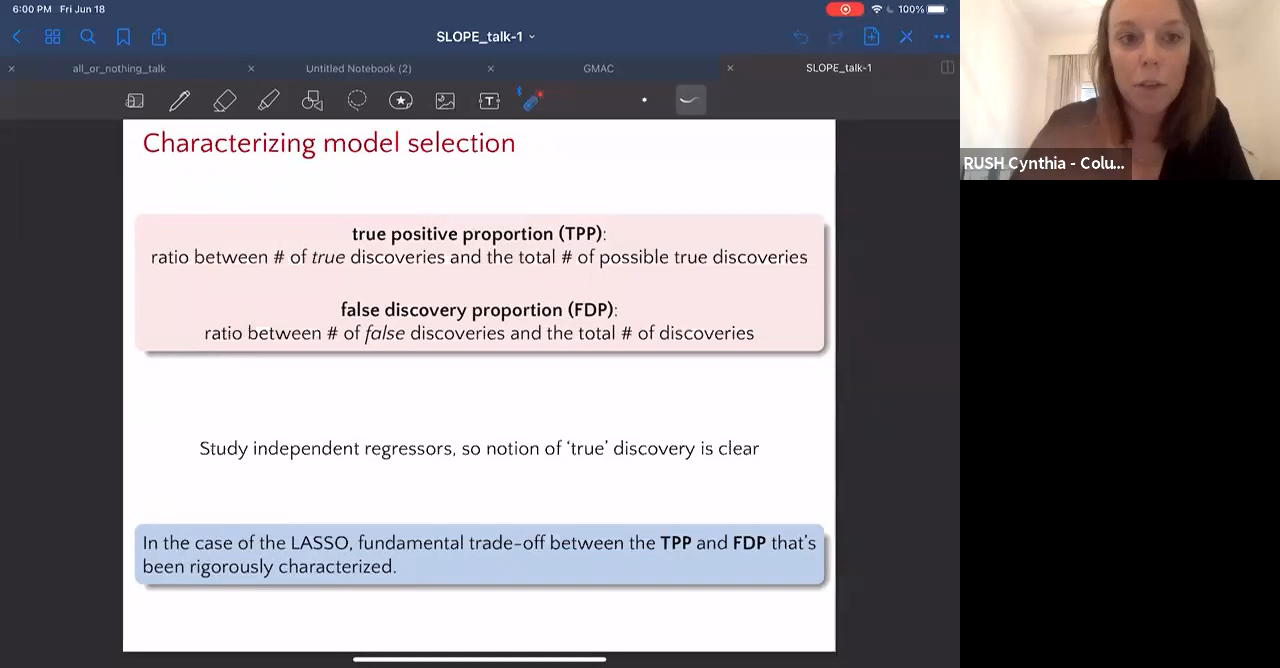 6:00 PM Fri Jun 18
100%
SLOPE_talk-1
all_or_nothing_talk
Untitled Notebook (2)
GMAC
SLOPE_talk-1
T
Characterizing model selection
true positive proportion (TPP):
ratio between # of true discoveries and the total # of possible true discoveries
false discovery proportion (FDP):
ratio between # of false discoveries and the total # of discoveries
Study independent regressors, so notion of ‘true’ discovery is clear
In the case of the LASSO, fundamental trade-off between the TPP and FDP that's
been rigorously characterized.
RUSH Cynthia - Colu...